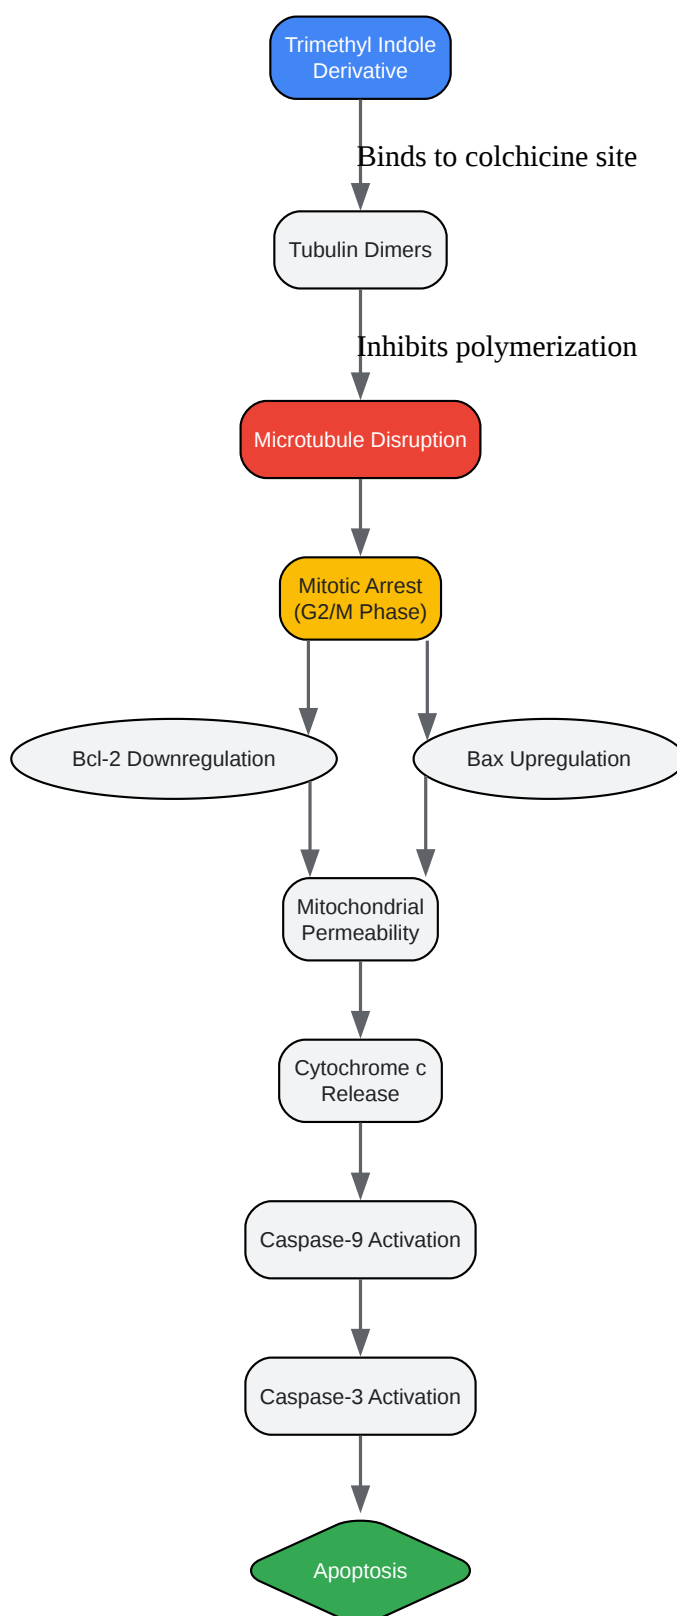 Trimethyl Indole
Derivative
Binds to colchicine site
Tubulin Dimers
Inhibits polymerization
Microtubule Disruption
Mitotic Arrest
(G2/M Phase)
Bcl-2 Downregulation
Bax Upregulation
Mitochondrial
Permeability
Cytochrome c
Release
Caspase-9 Activation
Caspase-3 Activation
Apoptosis